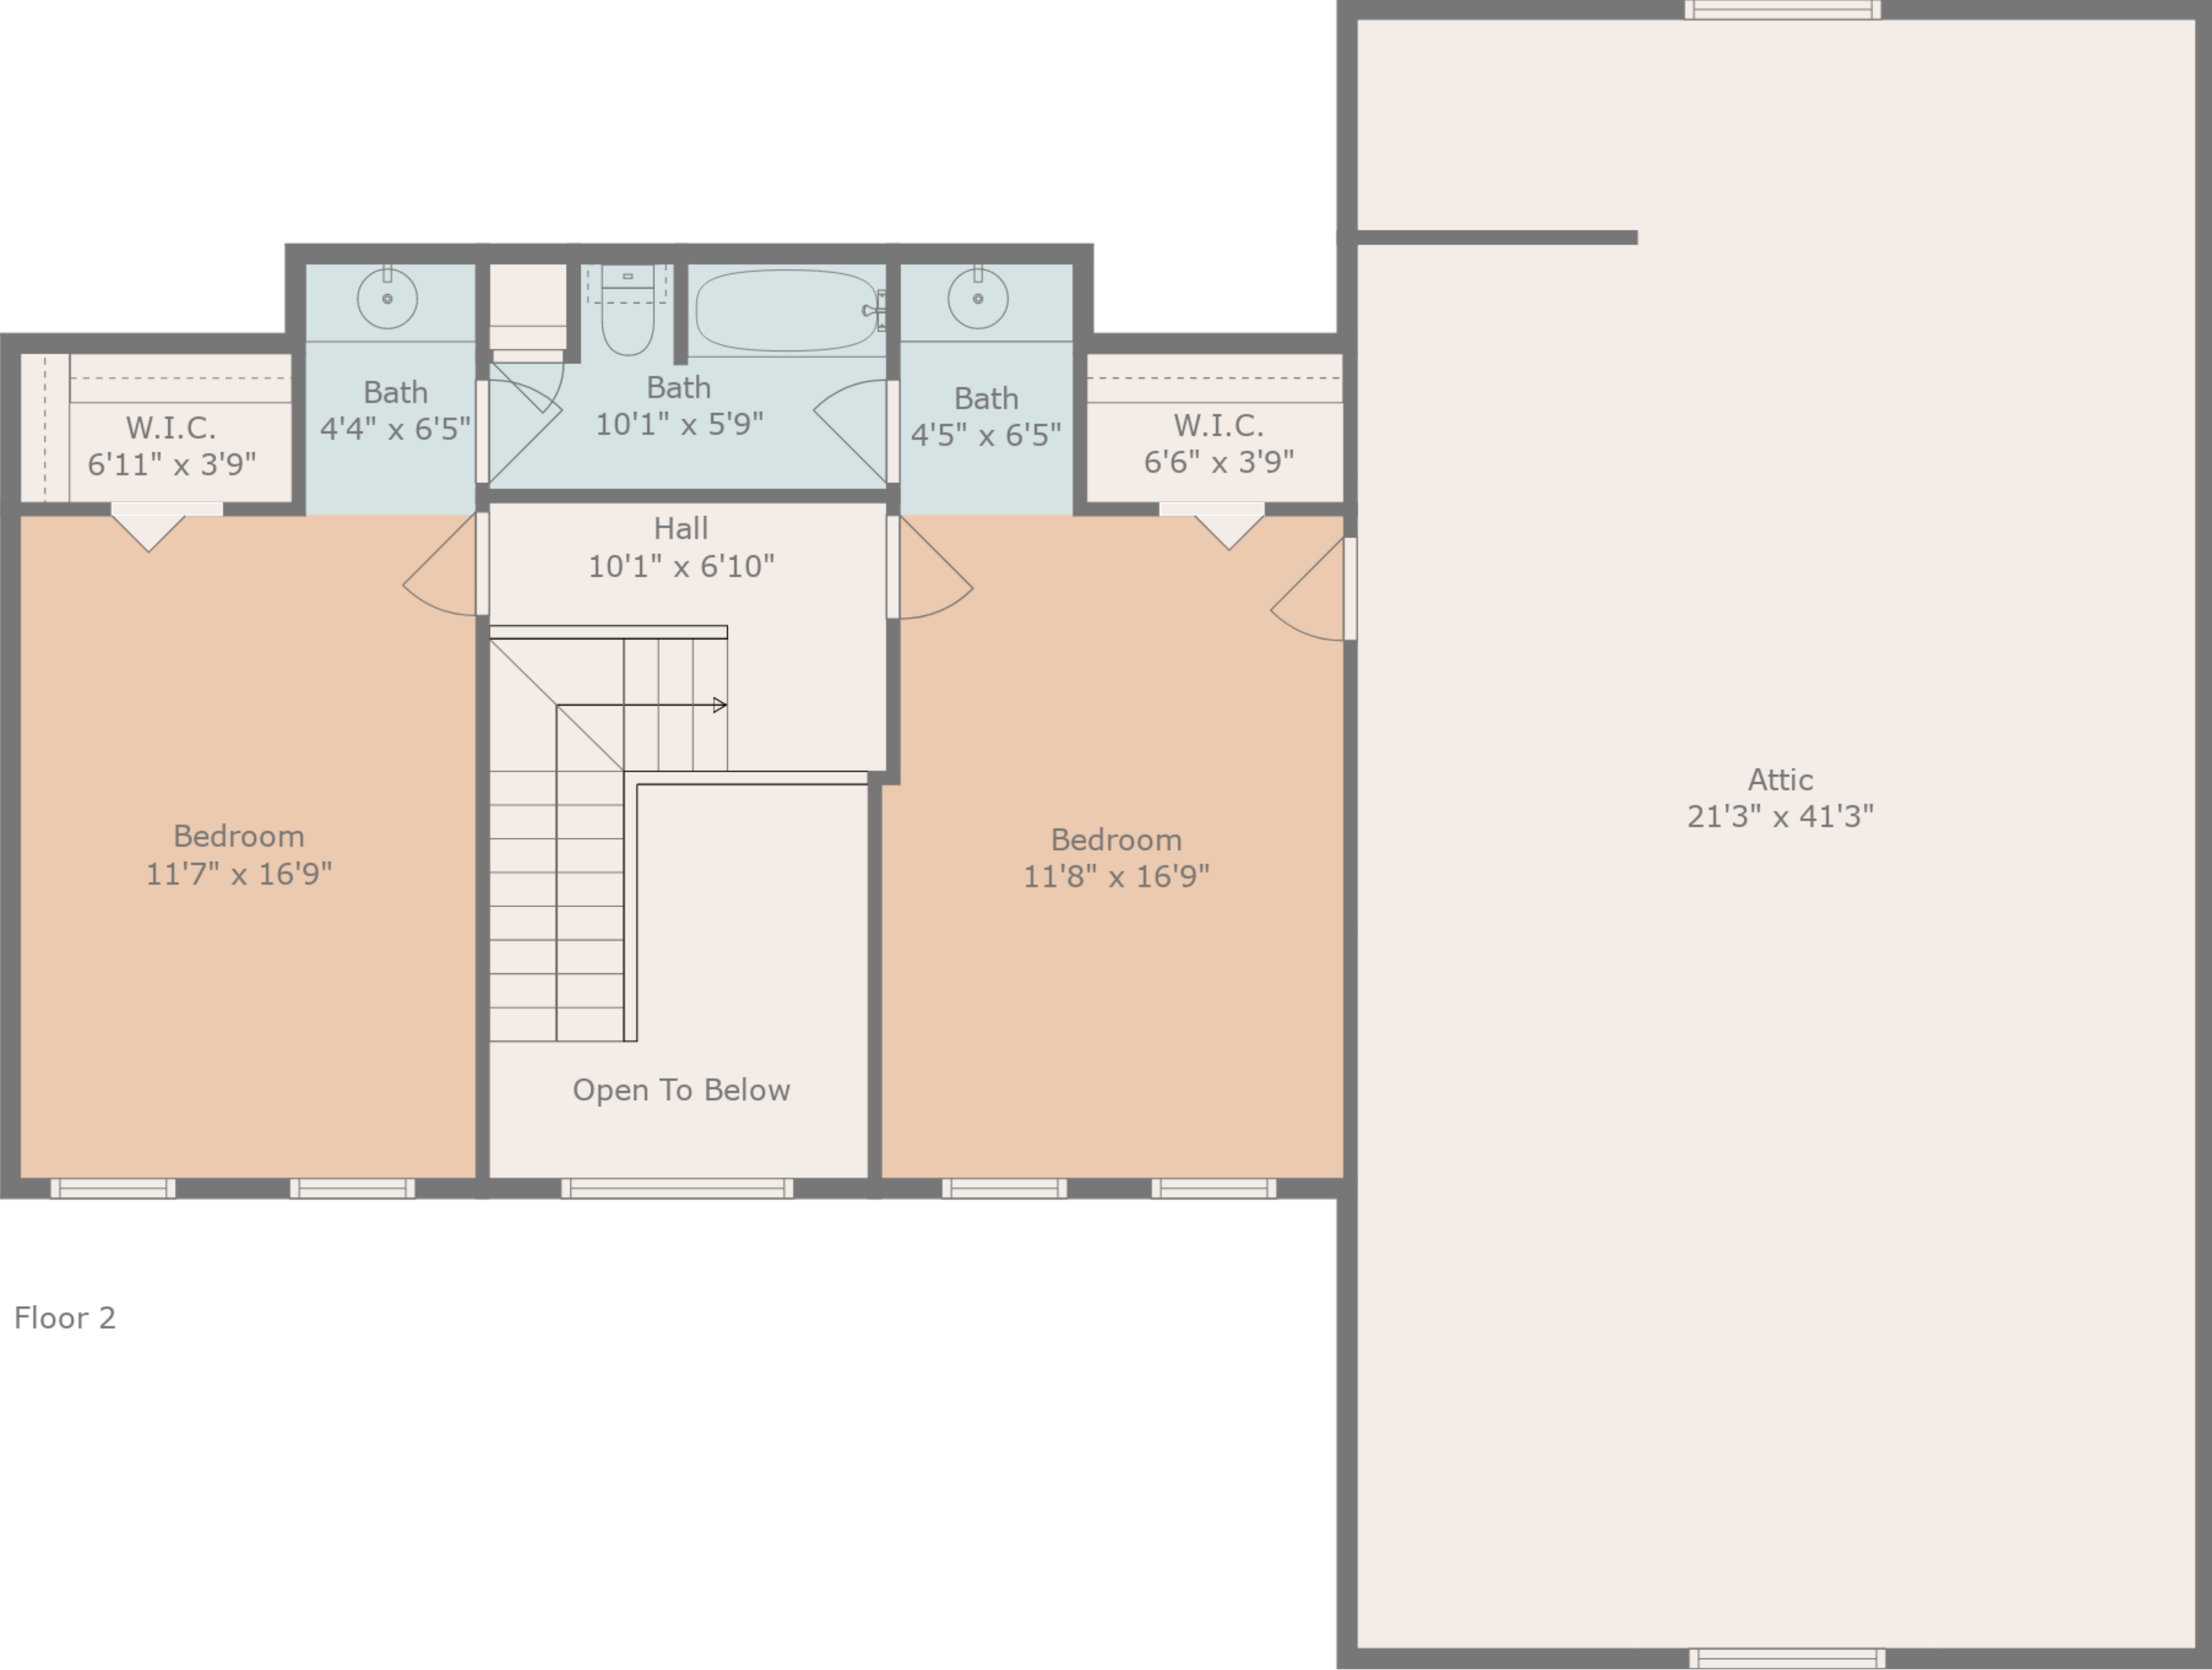 Bath
4'4" x 6'5"
Bath
10'1" x 5'9"
Bath
4'5" x 6'5"
W.I.C.
6'11" x 3'9"
W.I.C.
6'6" x 3'9"
Hall
10'1" x 6'10"
Attic
21'3" x 41'3"
Bedroom
11'7" x 16'9"
Bedroom
11'8" x 16'9"
Open To Below
Floor 2